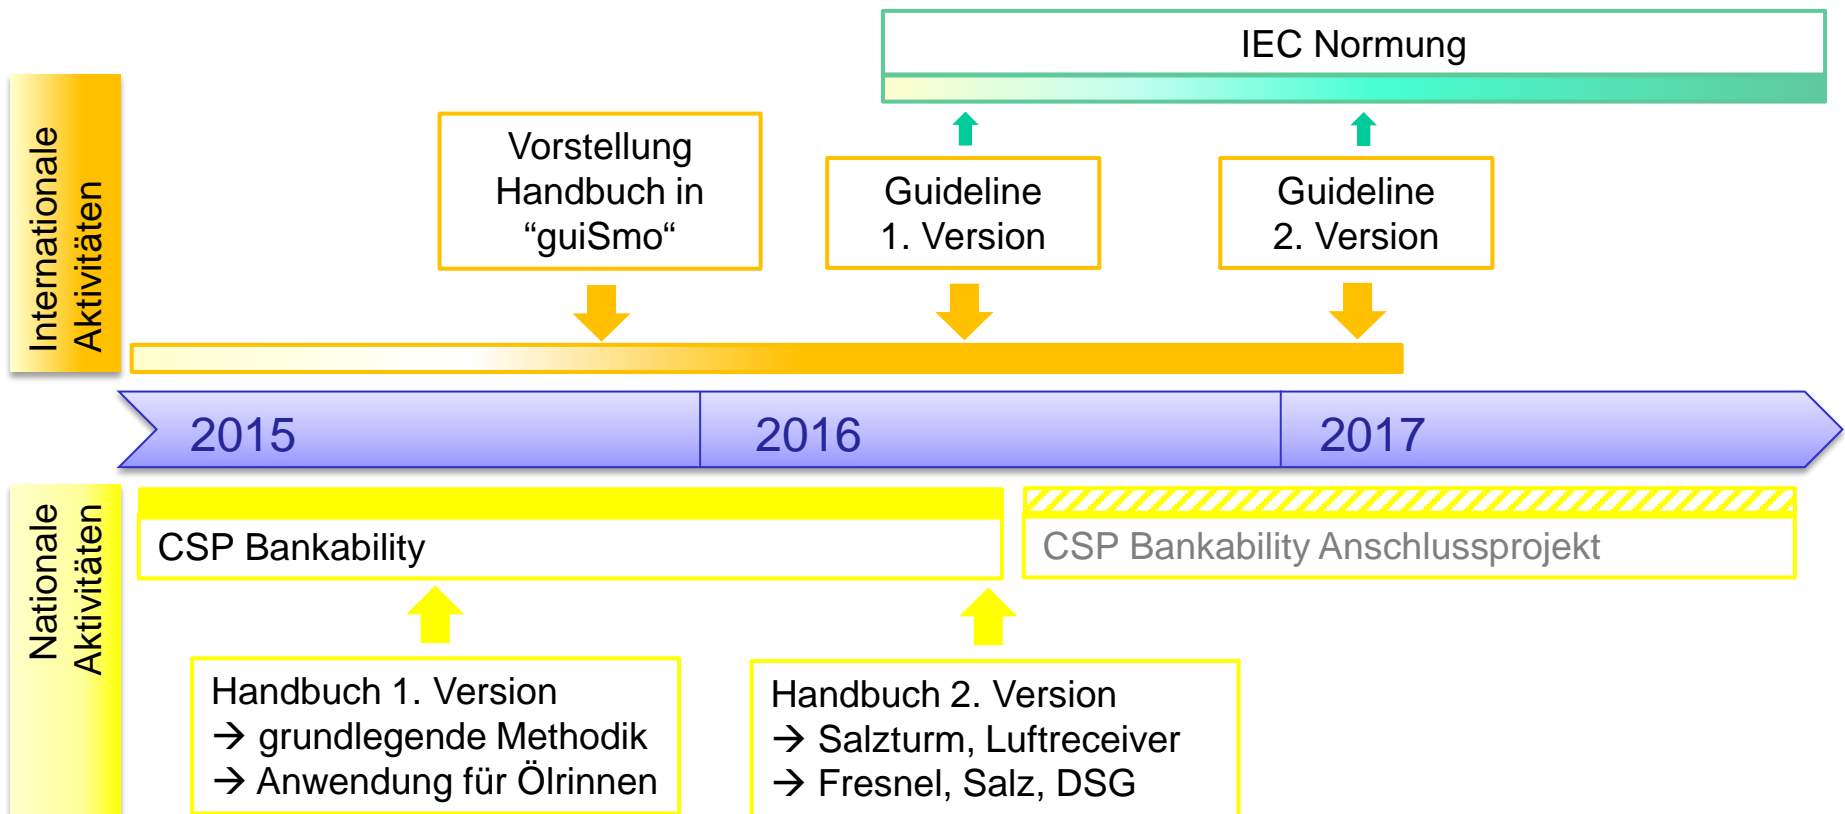 IEC Normung
Internationale
Aktivitäten
Vorstellung
Handbuch in
“guiSmo“
Guideline
1. Version
Guideline
2. Version
2015
2016
2017
Nationale
Aktivitäten
CSP Bankability
CSP Bankability Anschlussprojekt
Handbuch 1. Version
→ grundlegende Methodik
→ Anwendung für Ölrinnen
Handbuch 2. Version
→ Salzturm, Luftreceiver
→ Fresnel, Salz, DSG